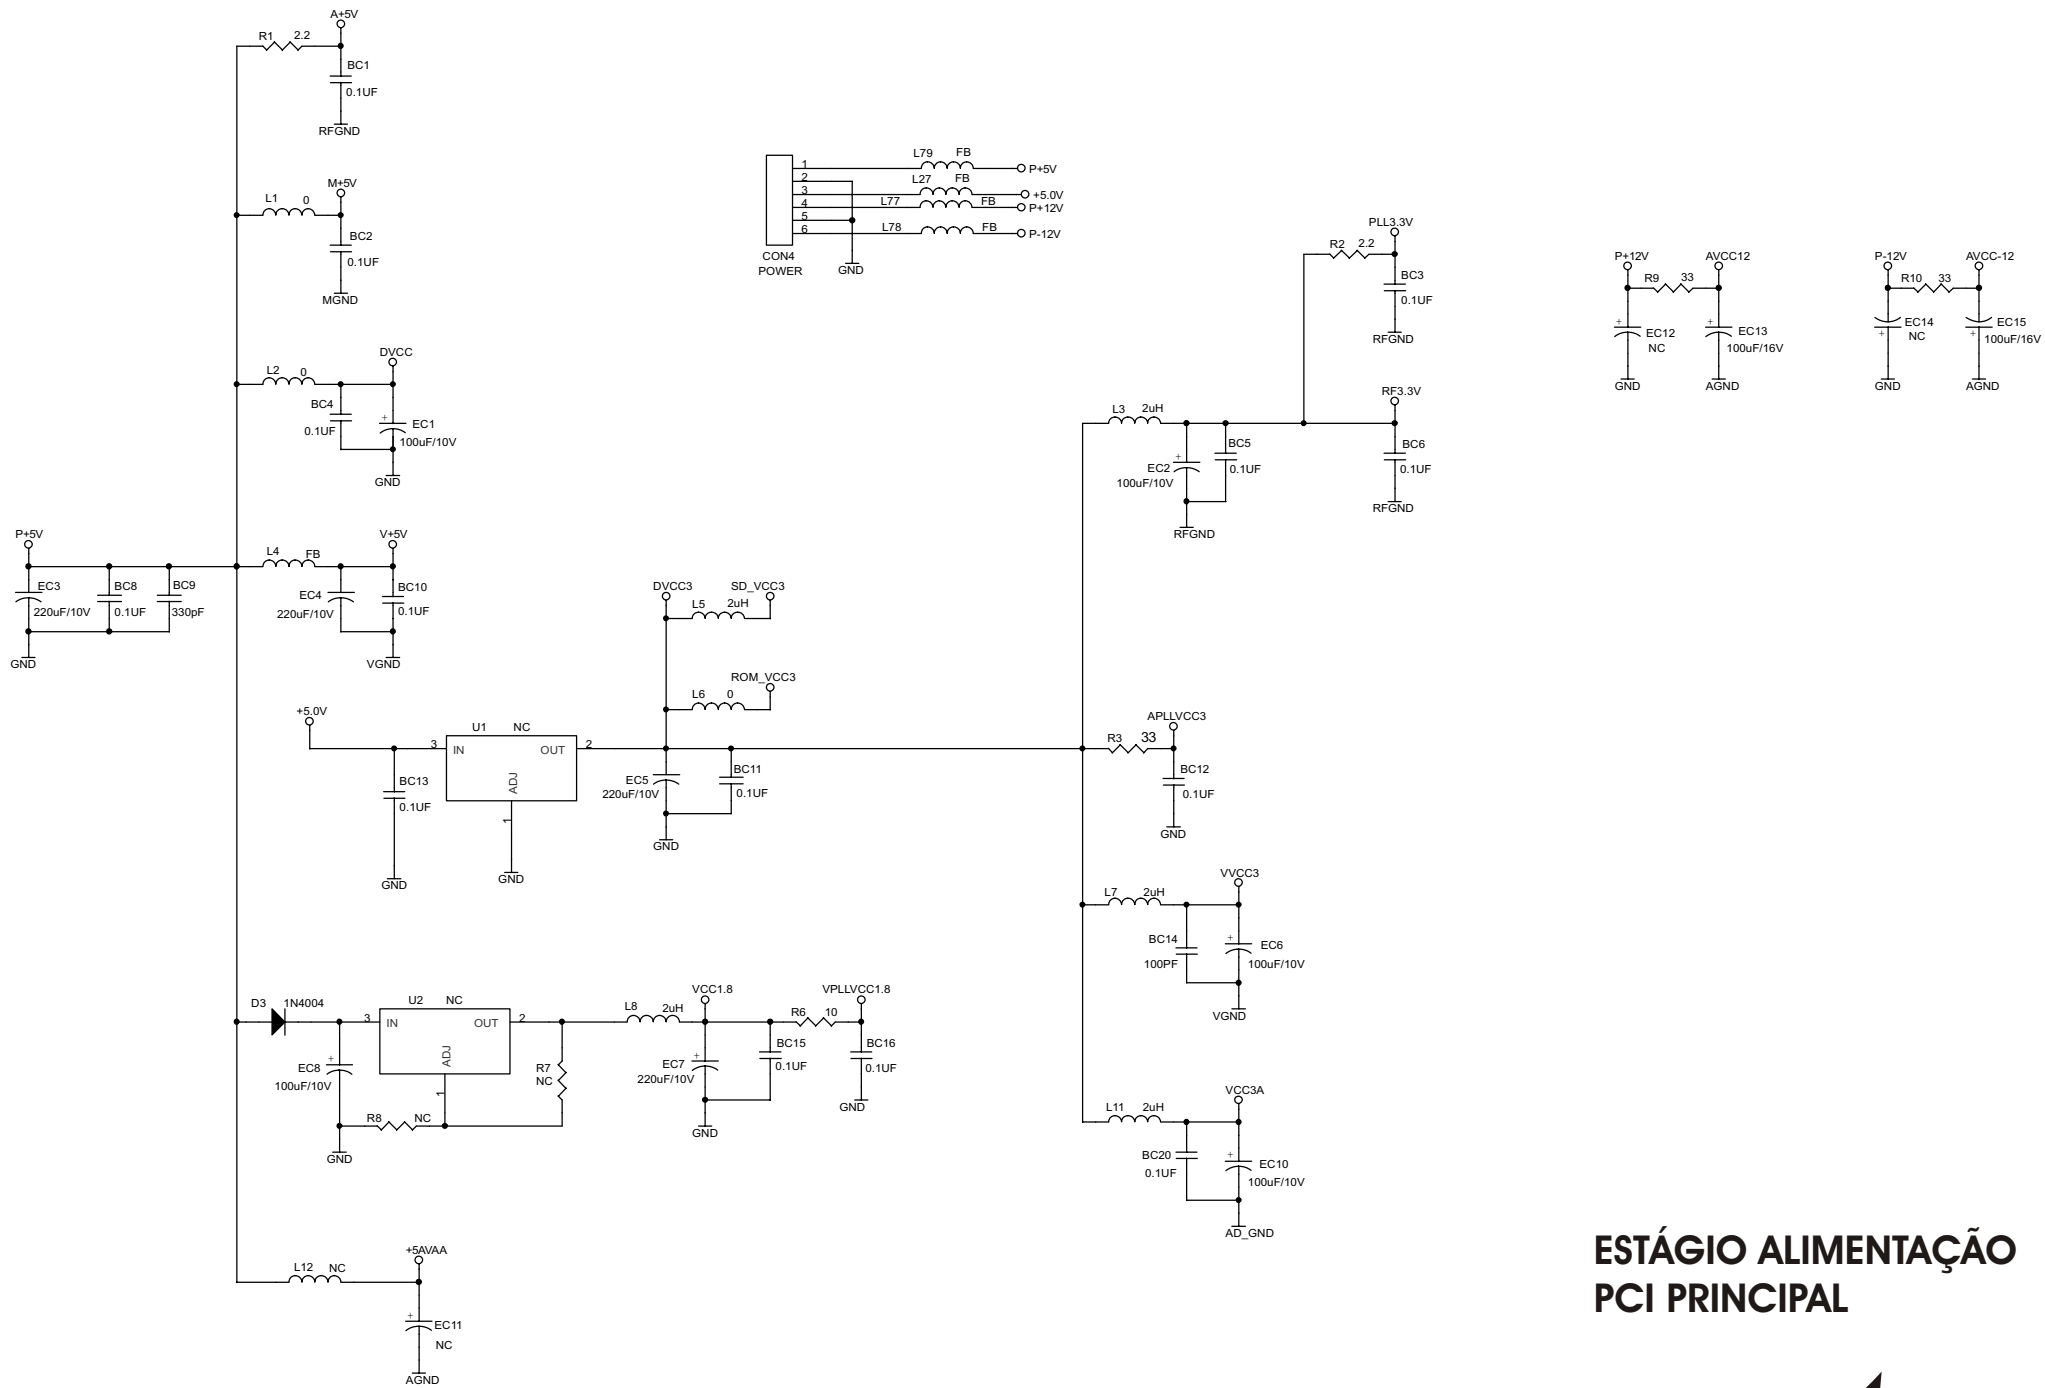 A+5V
R1 2.2
BC1
0.1UF
RFGND
M+5V
L1 0
BC2
0.1UF
MGND
DVCC
L2 0
BC4
0.1UF
EC1
100uF/10V
GND
P+5V
EC3
220uF/10V
BC8
0.1UF
BC9
330pF
GND
L4 FB
V+5V
EC4
220uF/10V
BC10
0.1UF
VGND
1
2
3
4
5
6
CON4
POWER
L79 FB
P+5V
L27 FB
+5.0V
L77 FB
P+12V
L78 FB
P-12V
GND
PLL3.3V
R2 2.2
BC3
0.1UF
RFGND
RF3.3V
L3 2uH
EC2
100uF/10V
BC5
0.1UF
RFGND
BC6
0.1UF
RFGND
P+12V
AVCC12
R9 33
EC12
NC
GND
EC13
100uF/16V
AGND
P-12V
AVCC-12
R10 33
EC14
NC
GND
EC15
100uF/16V
AGND
DVCC3
SD_VCC3
L5 2uH
ROM_VCC3
L6 0
+5.0V
BC13
0.1UF
GND
U1 NC
3 IN OUT 2
ADJ
1
GND
EC5
220uF/10V
BC11
0.1UF
GND
APLLVCC3
R3 33
BC12
0.1UF
GND
VVCC3
L7 2uH
BC14
100PF
EC6
100uF/10V
VGND
D3 1N4004
EC8
100uF/10V
U2 NC
3 IN OUT 2
ADJ
1
R8 NC
GND
R7
NC
L8 2uH
VCC1.8
EC7
220uF/10V
BC15
0.1UF
GND
R6 10
VPLLVCC1.8
BC16
0.1UF
GND
VCC3A
L11 2uH
BC20
0.1UF
EC10
100uF/10V
AD_GND
+5AVAA
L12 NC
EC11
NC
AGND
ESTÁGIO ALIMENTAÇÃO
PCI PRINCIPAL